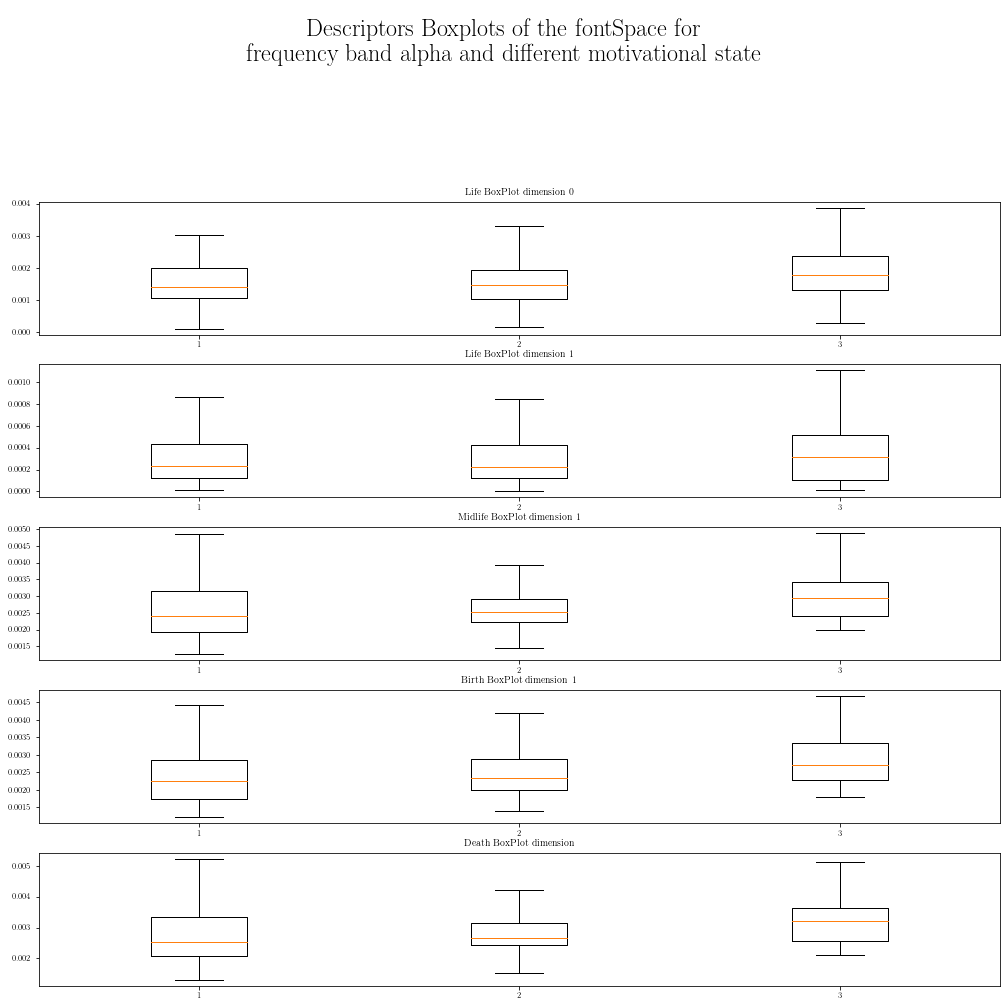 Descriptors Boxplots of the fontSpace for
frequency band alpha and different motivational state
Life BoxPlot dimension 0
0.004
0.003
0.002
0.001
0.000
1 2 3
Life BoxPlot dimension 1
0.0010
0.0008
0.0006
0.0004
0.0002
0.0000
1 2 3
Midlife BoxPlot dimension 1
0.0050
0.0045
0.0040
0.0035
0.0030
0.0025
0.0020
0.0015
1 2 3
Birth BoxPlot dimension 1
0.0045
0.0040
0.0035
0.0030
0.0025
0.0020
0.0015
1 2 3
Death BoxPlot dimension
0.005
0.004
0.003
0.002
1 2 3